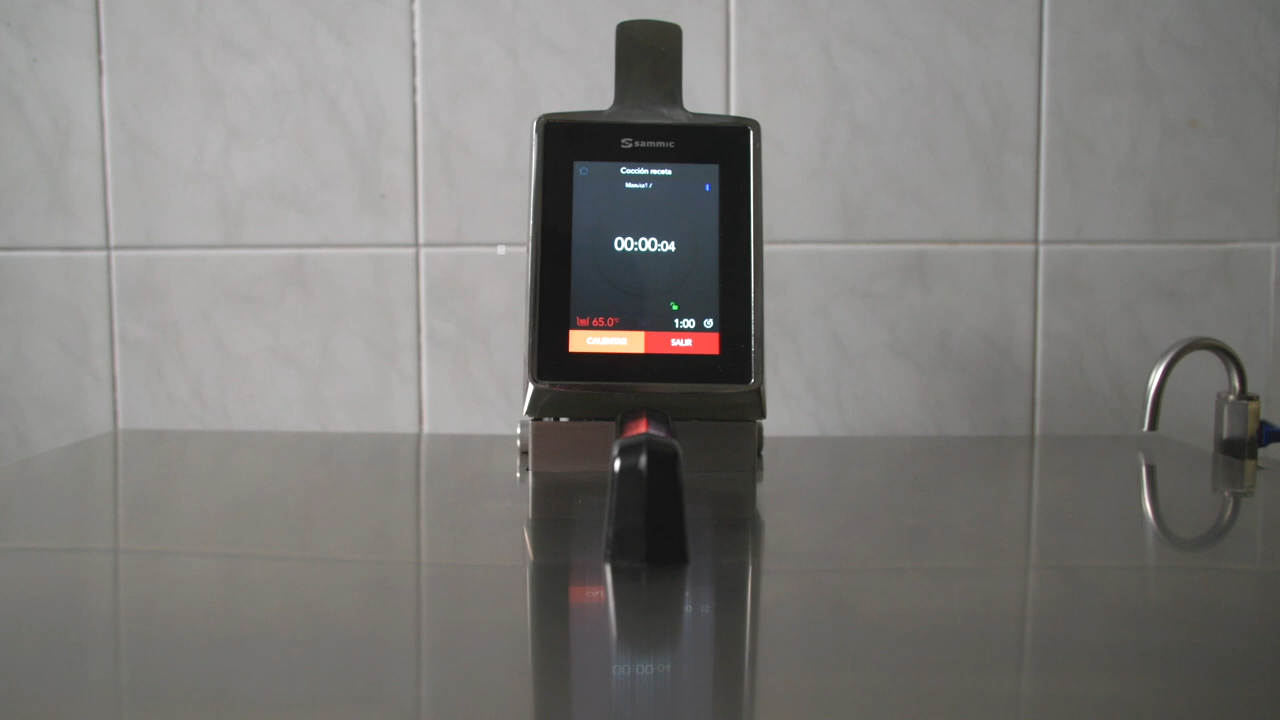 sammic
Cocción receta
00:00:04
65.0°C
1:00
CALENTAR
SALIR